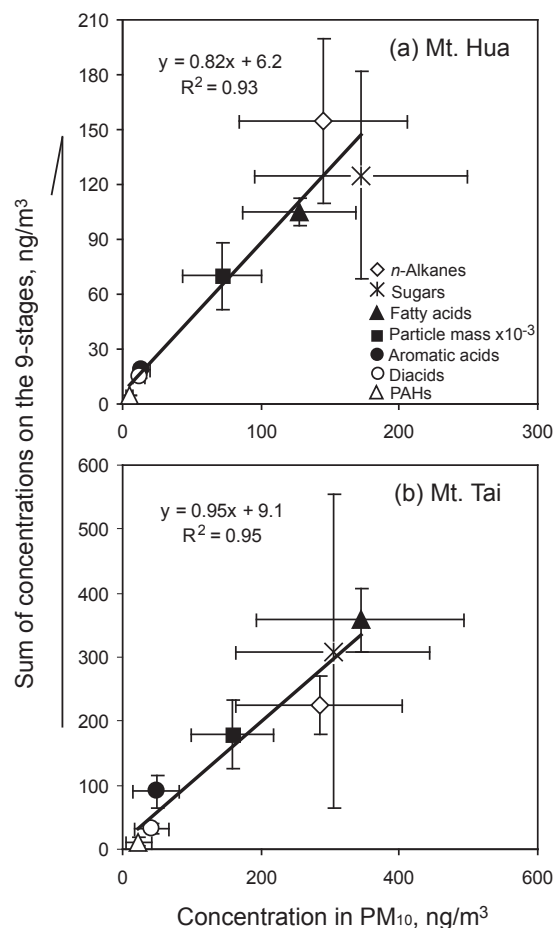 210
(a) Mt. Hua
y = 0.82x + 6.2
R² = 0.93
180
150
120
90
60
30
0
n-Alkanes
Sugars
Fatty acids
Particle mass x10⁻³
Aromatic acids
Diacids
PAHs
0 100 200 300
Sum of concentrations on the 9-stages, ng/m³
600
(b) Mt. Tai
y = 0.95x + 9.1
R² = 0.95
500
400
300
200
100
0
0 200 400 600
Concentration in PM₁₀, ng/m³